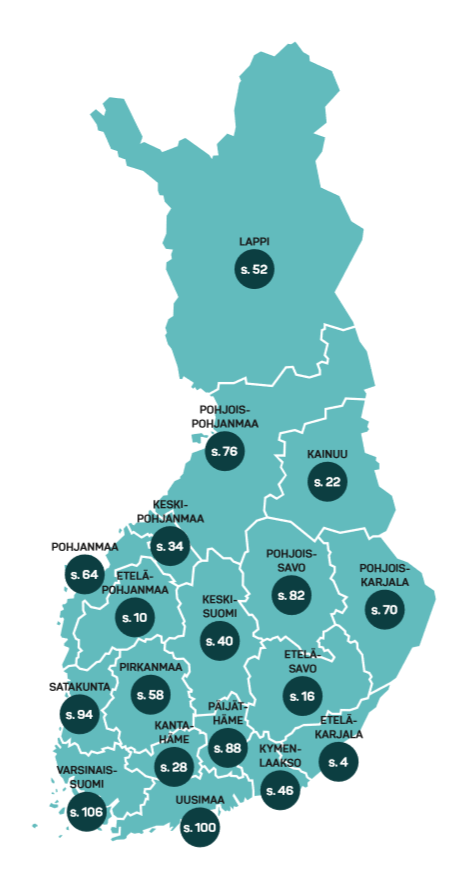 LAPPI
s. 52
POHJOIS-
POHJANMAA
s. 76
KAINUU
s. 22
KESKI-
POHJANMAA
s. 34
POHJANMAA
s. 64
ETELÄ-
POHJANMAA
s. 10
POHJOIS-
SAVO
s. 82
POHJOIS-
KARJALA
s. 70
KESKI-
SUOMI
s. 40
ETELÄ-
SAVO
s. 16
PIRKANMAA
s. 58
SATAKUNTA
s. 94
PÄIJÄT-
HÄME
s. 88
KANTA-
HÄME
s. 28
ETELÄ-
KARJALA
s. 4
KYMEN-
LAAKSO
s. 46
VARSINAIS-
SUOMI
s. 106
UUSIMAA
s. 100